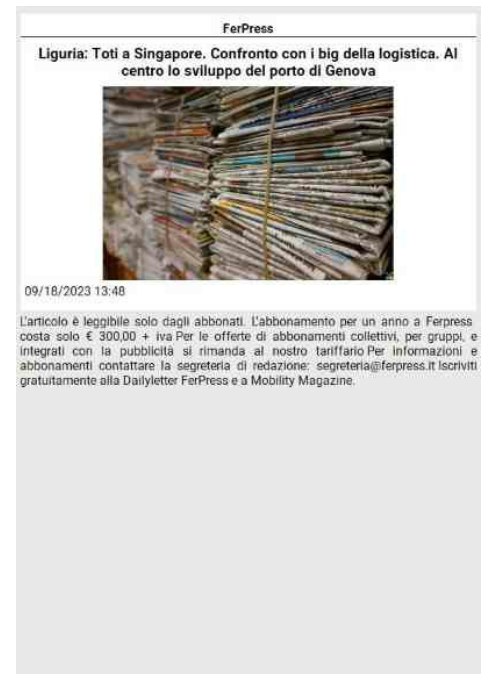 FerPress
Liguria: Toti a Singapore. Confronto con i big della logistica. Al
centro lo sviluppo del porto di Genova
09/18/2023 13:48
L'articolo è leggibile solo dagli abbonati. L'abbonamento per un anno a Ferpress
costa solo € 300,00 + iva Per le offerte di abbonamenti collettivi, per gruppi, e
integrati con la pubblicità si rimanda al nostro tariffario Per informazioni e
abbonamenti contattare la segreteria di redazione: segreteria@ferpress.it Iscriviti
gratuitamente alla Dailyletter FerPress e a Mobility Magazine.